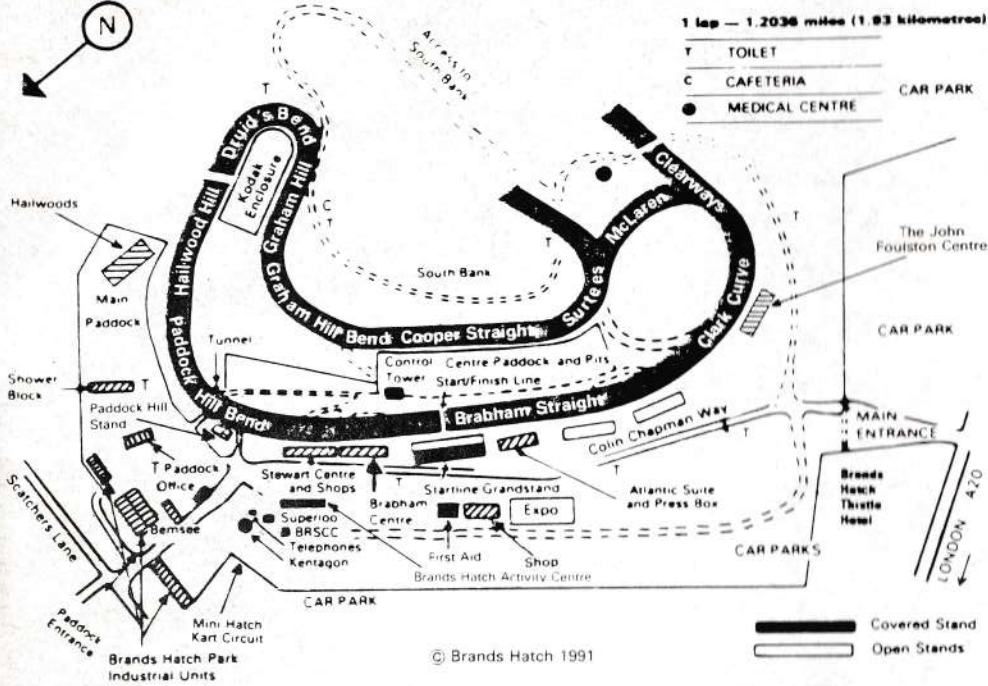 N
1 lap — 1.2036 miles (1.93 kilometres)
T TOILET
C CAFETERIA
MEDICAL CENTRE
CAR PARK
Access to
South Bank
T
Druid's Bend
Kodak
Enclosure
Graham Hill
C
T
Hailwood Hill
Hailwoods
Main
Paddock
South Bank
T
Clearways
McLaren
Surtees
T
The John
Foulston Centre
Clark Curve
Graham Hill Bend
Cooper Straight
CAR PARK
Tunnel
Control
Tower
Centre Paddock and Pits
Start/Finish Line
Paddock Hill Bend
Brabham Straight
Shower
Block
T
Paddock Hill
Stand
Colin Chapman Way
T
T
MAIN
ENTRANCE
T Paddock
Office
Stewart Centre
and Shops
Brabham
Centre
Startline Grandstand
Atlantic Suite
and Press Box
Brands
Hatch
Thistle
Hotel
A20
LONDON
Scatchers Lane
Bemsee
Superloo
BRSCC
Telephones
Kentagon
First Aid
Shop
Expo
Brands Hatch Activity Centre
CAR PARKS
CAR PARK
Paddock
Entrance
Mini Hatch
Kart Circuit
Brands Hatch Park
Industrial Units
© Brands Hatch 1991
Covered Stand
Open Stands